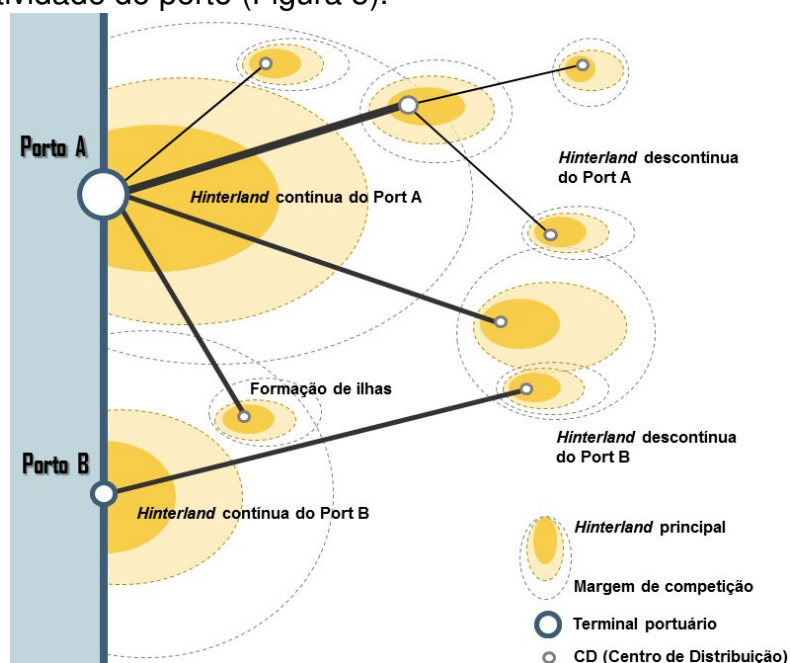 Porto A
Hinterland contínua do Port A
Hinterland descontínua
do Port A
Formação de ilhas
Porto B
Hinterland contínua do Port B
Hinterland descontínua
do Port B
Hinterland principal
Margem de competição
Terminal portuário
CD (Centro de Distribuição)